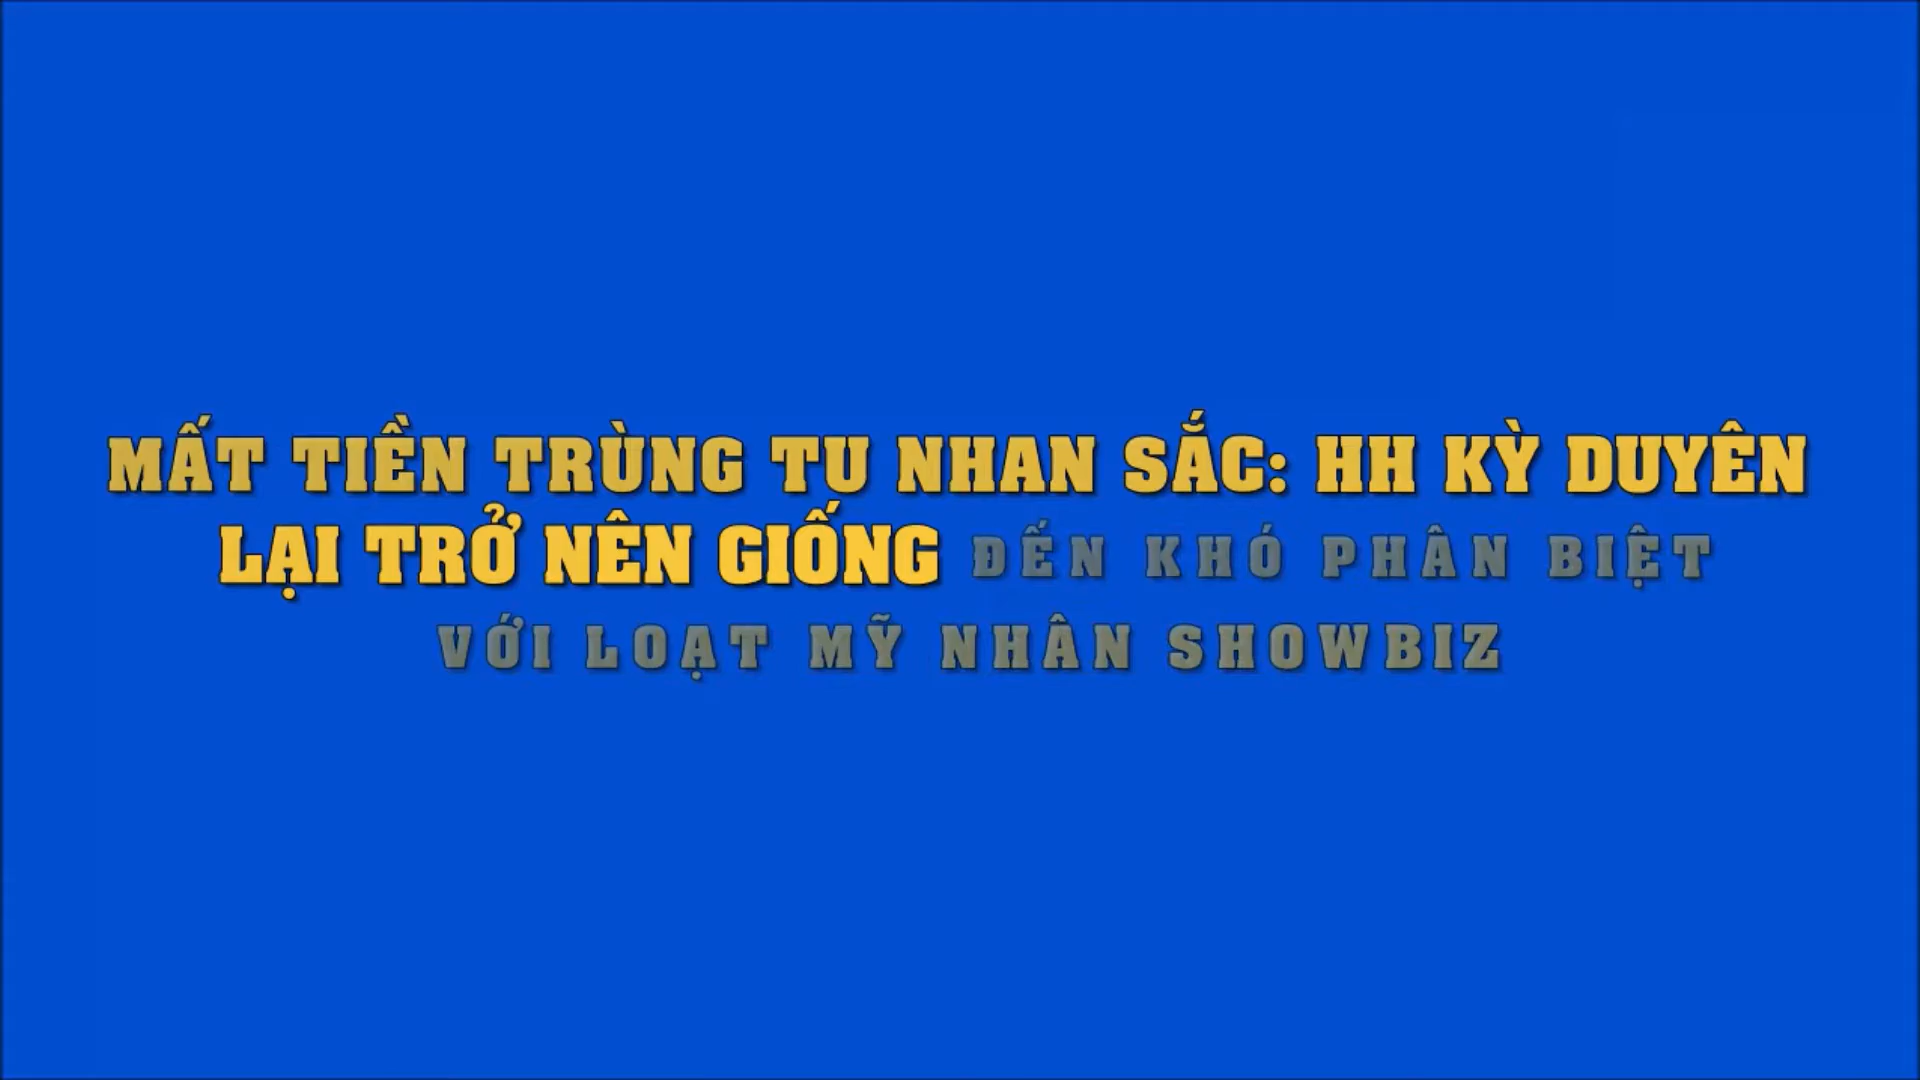 MẤT TIỀN TRÙNG TU NHAN SẮC: HH KỲ DUYÊN
LẠI TRỞ NÊN GIỐNG ĐẾN KHÓ PHÂN BIỆT
VỚI LOẠT MỸ NHÂN SHOWBIZ